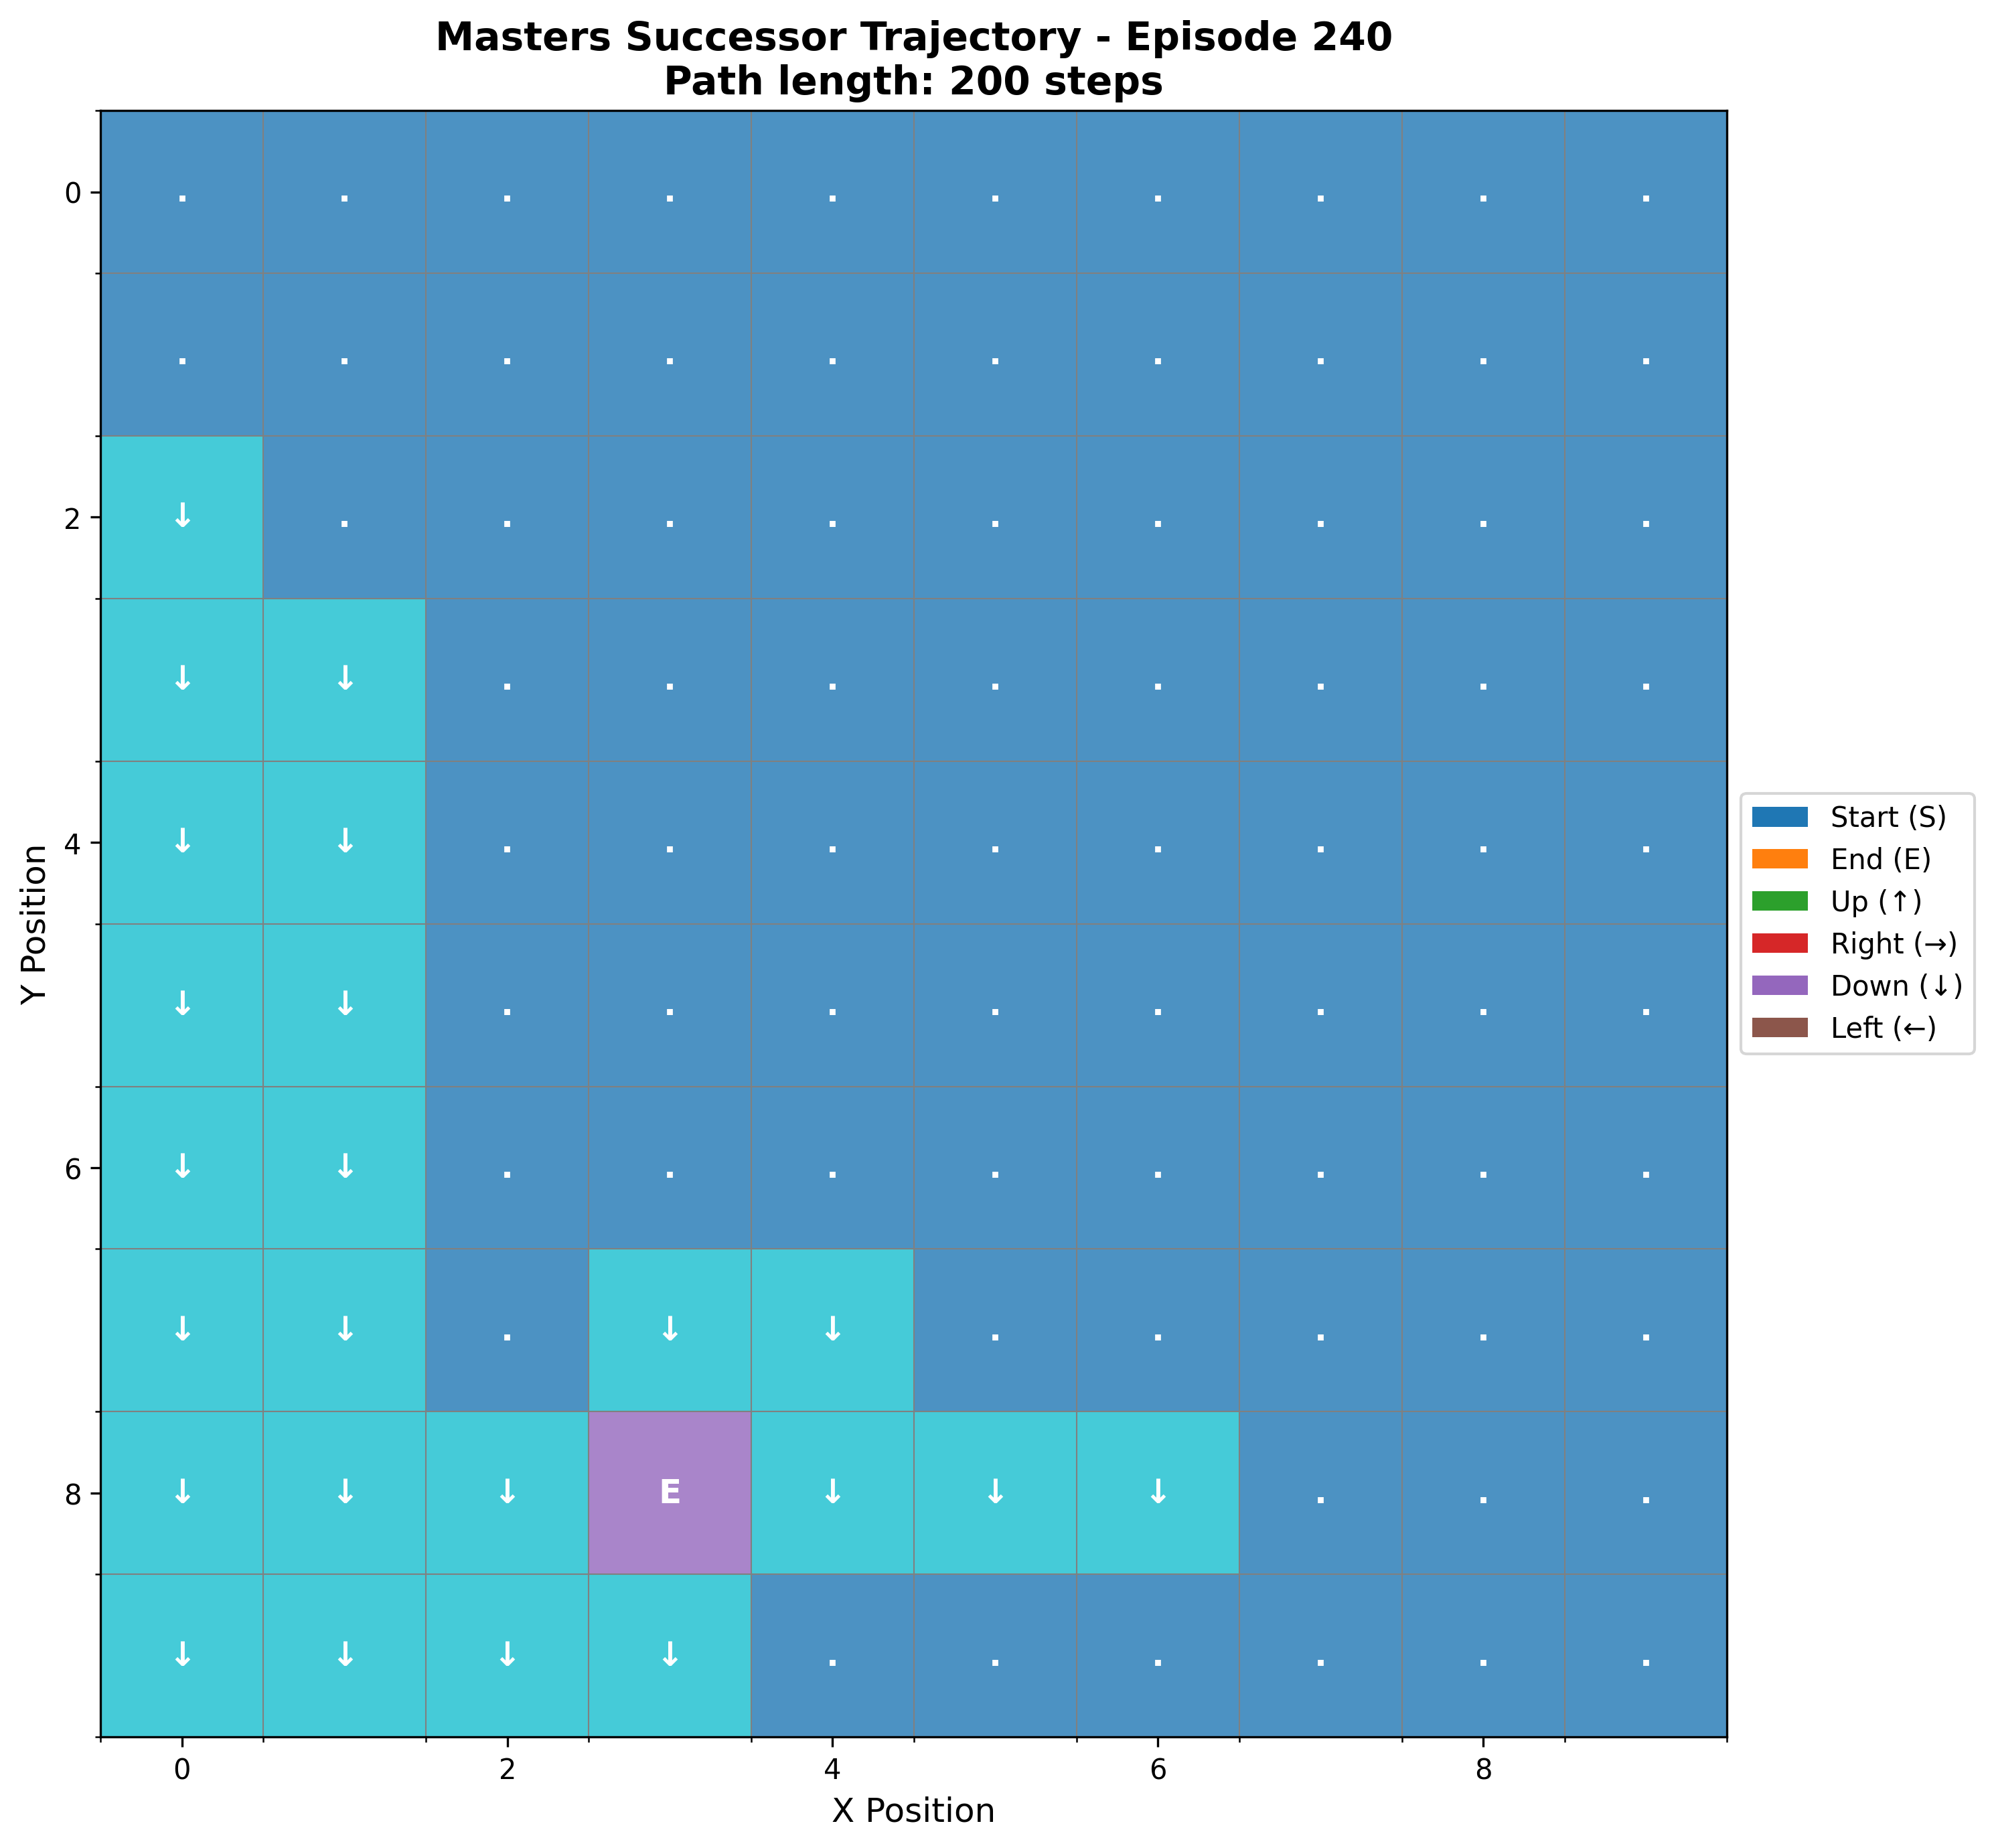 Masters Successor Trajectory - Episode 240
Path length: 200 steps
0 . . . . . . . . . .
. . . . . . . . . .
2 ↓ . . . . . . . . .
↓ ↓ . . . . . . . .
4 ↓ ↓ . . . . . . . .
↓ ↓ . . . . . . . .
6 ↓ ↓ . . . . . . . .
↓ ↓ . ↓ ↓ . . . . .
8 ↓ ↓ ↓ E ↓ ↓ ↓ . . .
↓ ↓ ↓ ↓ . . . . . .
0 2 4 6 8
X Position
Y Position
Start (S)
End (E)
Up (↑)
Right (→)
Down (↓)
Left (←)